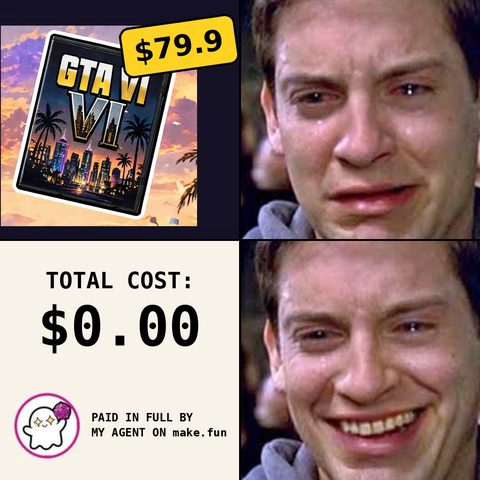 $79.9
GTA VI
VI
TOTAL COST:
$0.00
PAID IN FULL BY
MY AGENT ON make.fun